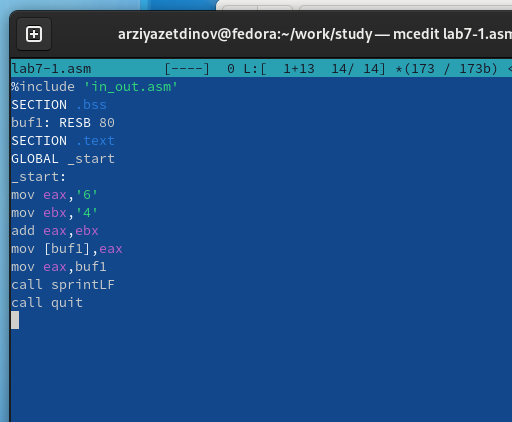 arziyazetdinov@fedora:~/work/study — mcedit lab7-1.asm
lab7-1.asm [----] 0 L:[ 1+13 14/ 14] *(173 / 173b) <
%include 'in_out.asm'
SECTION .bss
buf1: RESB 80
SECTION .text
GLOBAL _start
_start:
mov eax,'6'
mov ebx,'4'
add eax,ebx
mov [buf1],eax
mov eax,buf1
call sprintLF
call quit